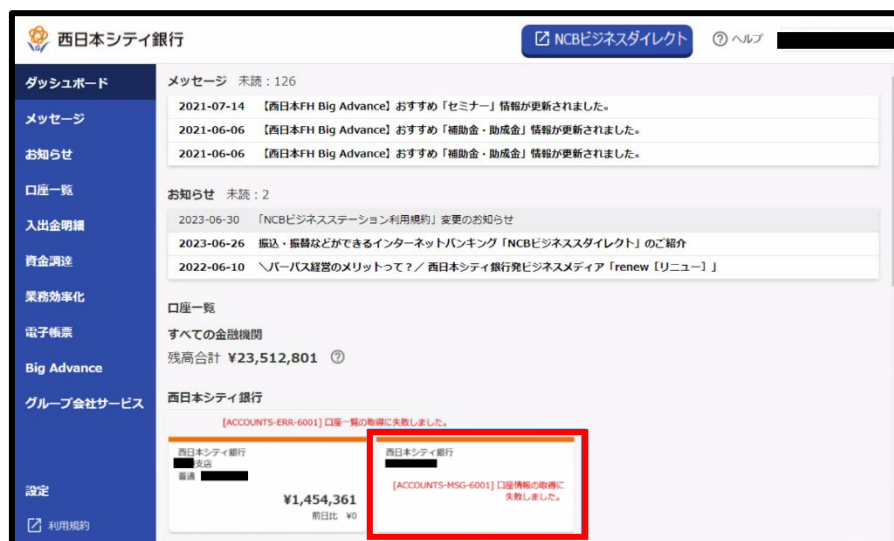 西日本シティ銀行
NCBビジネスダイレクト
ヘルプ
ダッシュボード
メッセージ
お知らせ
口座一覧
入出金明細
資金調達
業務効率化
電子帳票
Big Advance
グループ会社サービス
設定
利用規約
メッセージ 未読：126
2021-07-14 【西日本FH Big Advance】おすすめ「セミナー」情報が更新されました。
2021-06-06 【西日本FH Big Advance】おすすめ「補助金・助成金」情報が更新されました。
2021-06-06 【西日本FH Big Advance】おすすめ「補助金・助成金」情報が更新されました。
お知らせ 未読：2
2023-06-30 「NCBビジネスステーション利用規約」変更のお知らせ
2023-06-26 振込・振替などができるインターネットバンキング「NCBビジネスダイレクト」のご紹介
2022-06-10 ＼パーパス経営のメリットって？／ 西日本シティ銀行発ビジネスメディア「renew［リニュー］」
口座一覧
すべての金融機関
残高合計 ¥23,512,801
西日本シティ銀行
[ACCOUNTS-ERR-6001] 口座一覧の取得に失敗しました。
西日本シティ銀行
支店
普通
¥1,454,361
前日比 ¥0
西日本シティ銀行
[ACCOUNTS-MSG-6001] 口座情報の取得に
失敗しました。